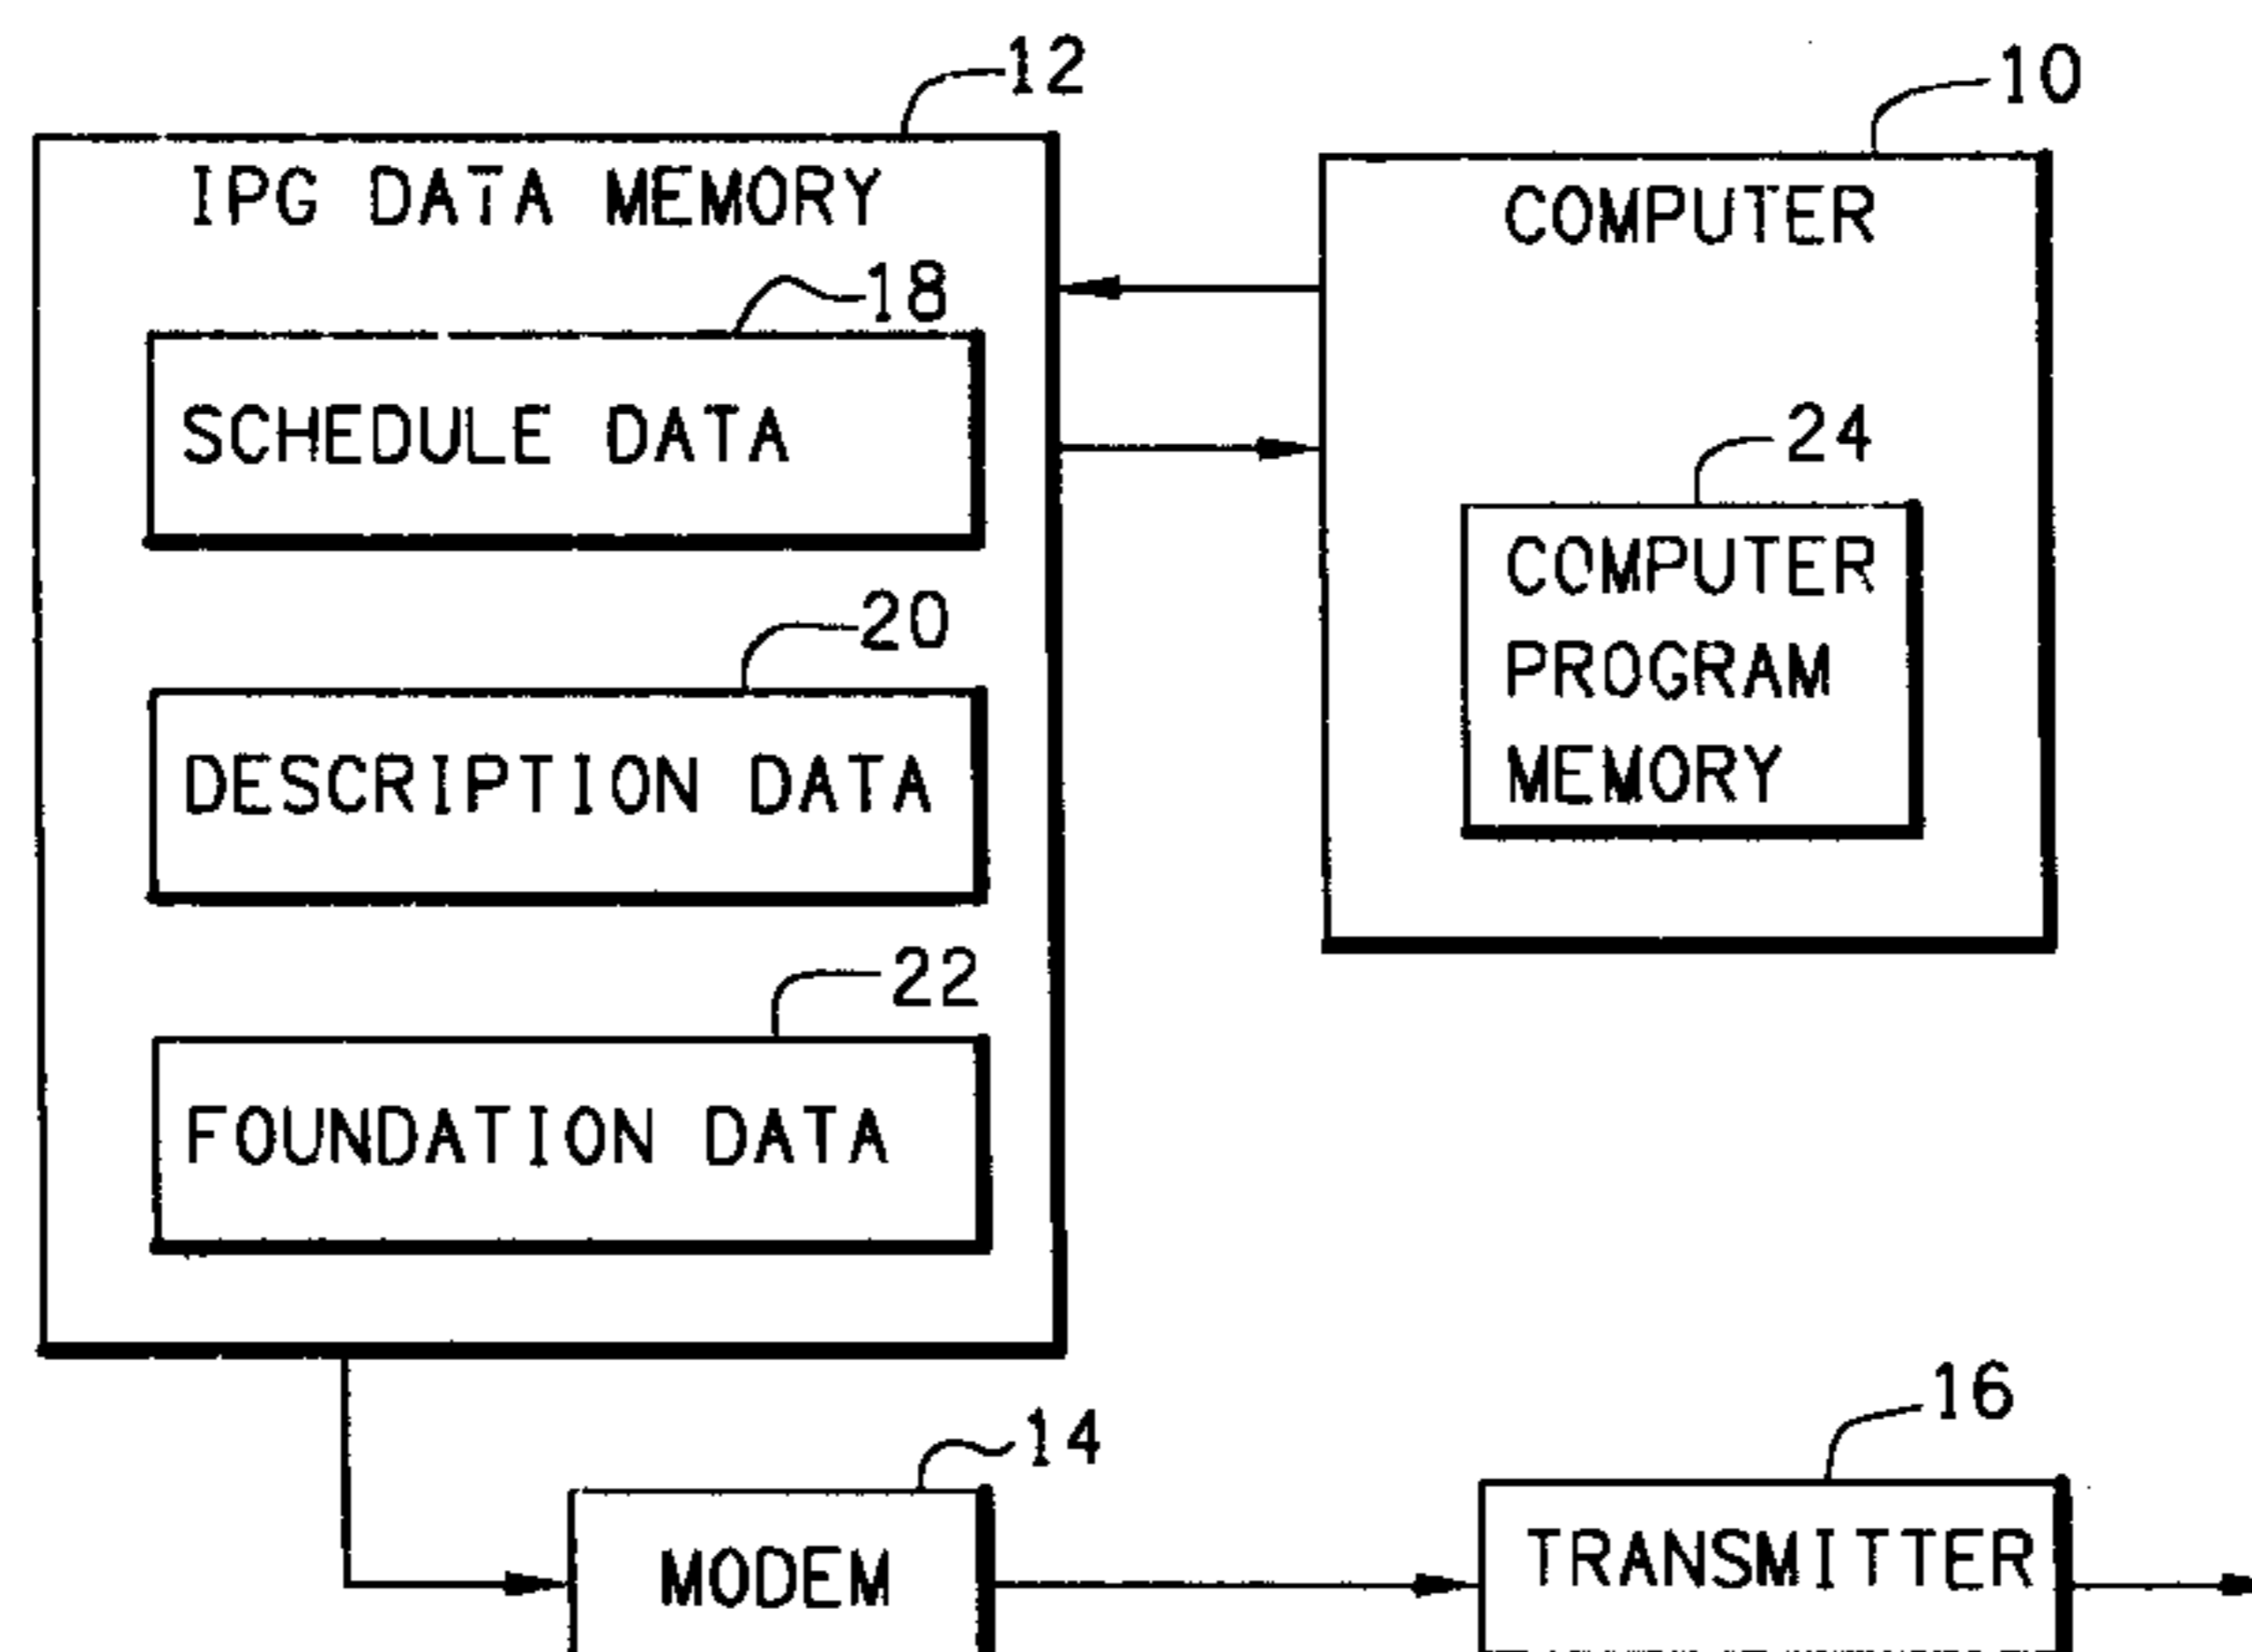 12
IPG DATA MEMORY
18
SCHEDULE DATA
20
DESCRIPTION DATA
22
FOUNDATION DATA
10
COMPUTER
24
COMPUTER
PROGRAM
MEMORY
14
MODEM
16
TRANSMITTER